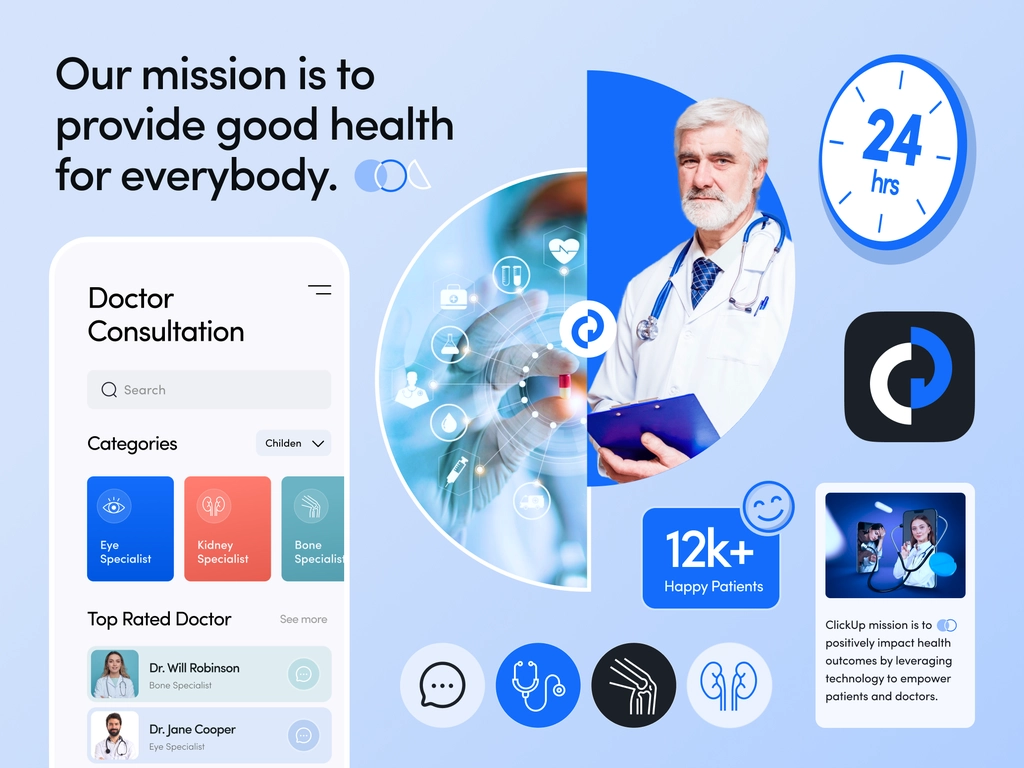 Our mission is to
provide good health
for everybody.
24
hrs
Doctor
Consultation
Search
Categories
Childen
Eye
Specialist
Kidney
Specialist
Bone
Specialist
Top Rated Doctor
See more
Dr. Will Robinson
Bone Specialist
Dr. Jane Cooper
Eye Specialist
12k+
Happy Patients
ClickUp mission is to
positively impact health
outcomes by leveraging
technology to empower
patients and doctors.